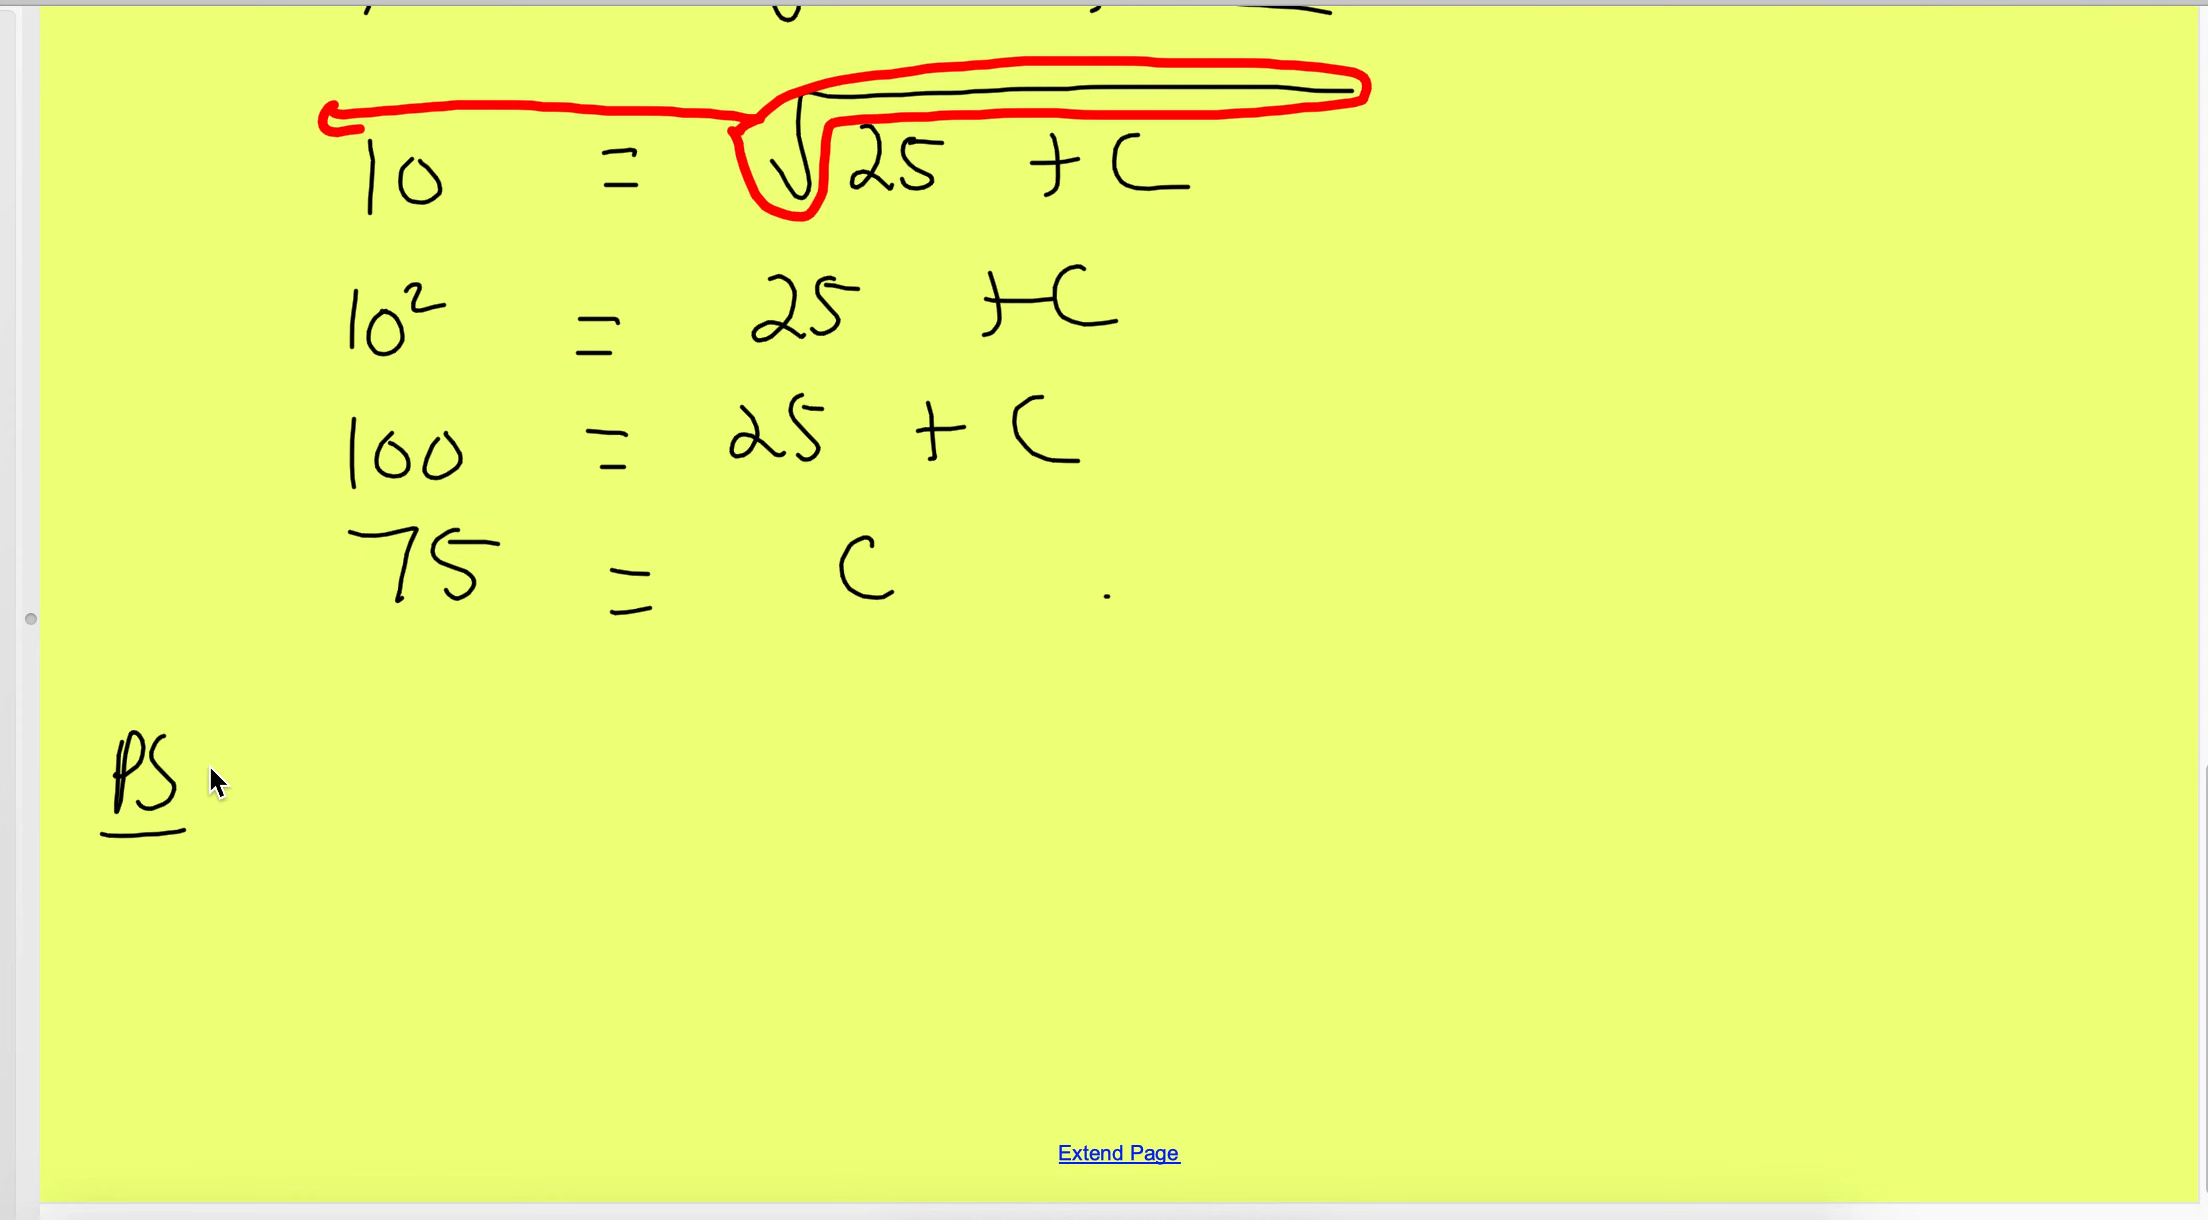 10 = √25 + C
10² = 25 + C
100 = 25 + C
75 = C .
PS
Extend Page